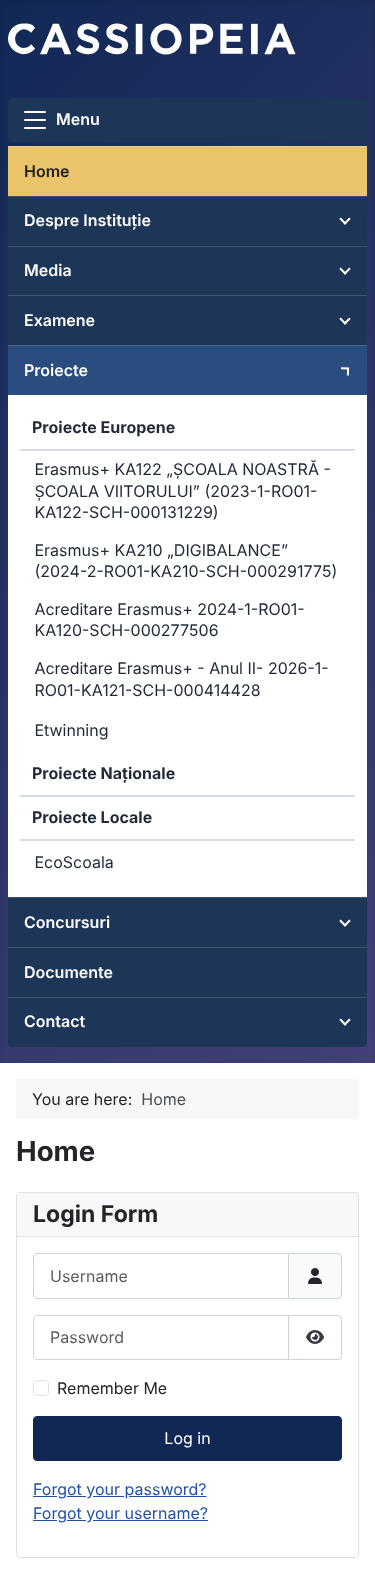 CASSIOPEIA
Menu
Home
Despre Instituție
Media
Examene
Proiecte
Proiecte Europene
Erasmus+ KA122 „ȘCOALA NOASTRĂ -
ȘCOALA VIITORULUI” (2023-1-RO01-
KA122-SCH-000131229)
Erasmus+ KA210 „DIGIBALANCE”
(2024-2-RO01-KA210-SCH-000291775)
Acreditare Erasmus+ 2024-1-RO01-
KA120-SCH-000277506
Acreditare Erasmus+ - Anul II- 2026-1-
RO01-KA121-SCH-000414428
Etwinning
Proiecte Naționale
Proiecte Locale
EcoScoala
Concursuri
Documente
Contact
You are here: Home
Home
Login Form
Username
Password
Remember Me
Log in
Forgot your password?
Forgot your username?